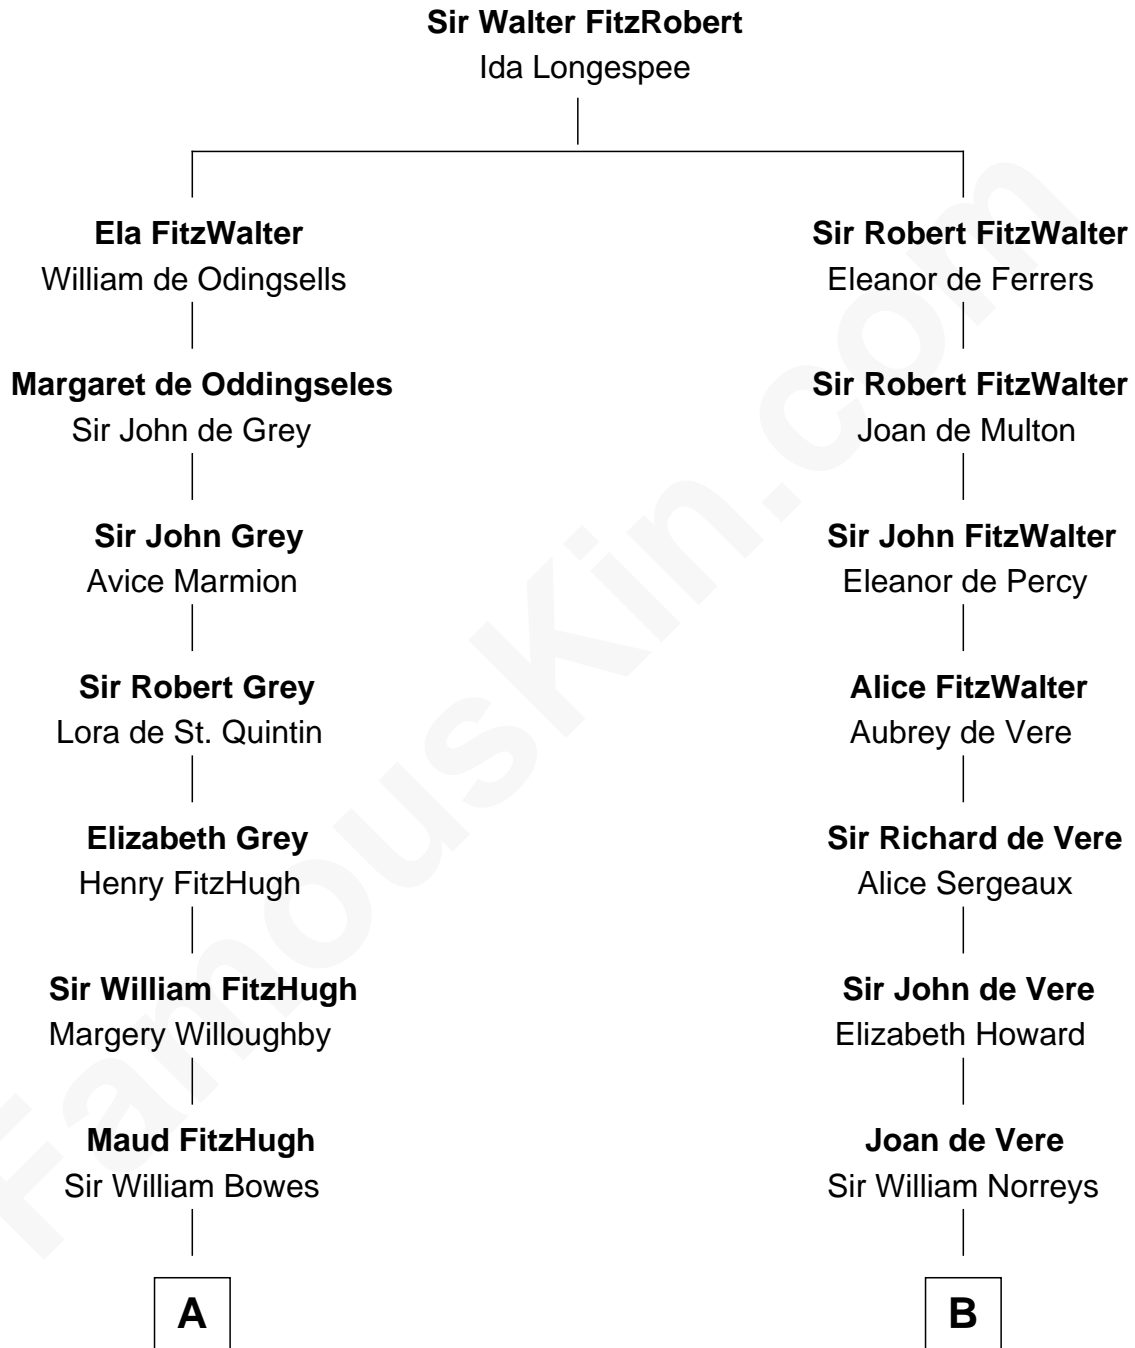 Sir Walter FitzRobert
Ida Longespee
Ela FitzWalter
William de Odingsells
Sir Robert FitzWalter
Eleanor de Ferrers
Margaret de Oddingseles
Sir John de Grey
Sir Robert FitzWalter
Joan de Multon
Sir John Grey
Avice Marmion
Sir John FitzWalter
Eleanor de Percy
Sir Robert Grey
Lora de St. Quintin
Alice FitzWalter
Aubrey de Vere
Elizabeth Grey
Henry FitzHugh
Sir Richard de Vere
Alice Sergeaux
Sir William FitzHugh
Margery Willoughby
Sir John de Vere
Elizabeth Howard
Maud FitzHugh
Sir William Bowes
Joan de Vere
Sir William Norreys
A
B
FamousKin.com